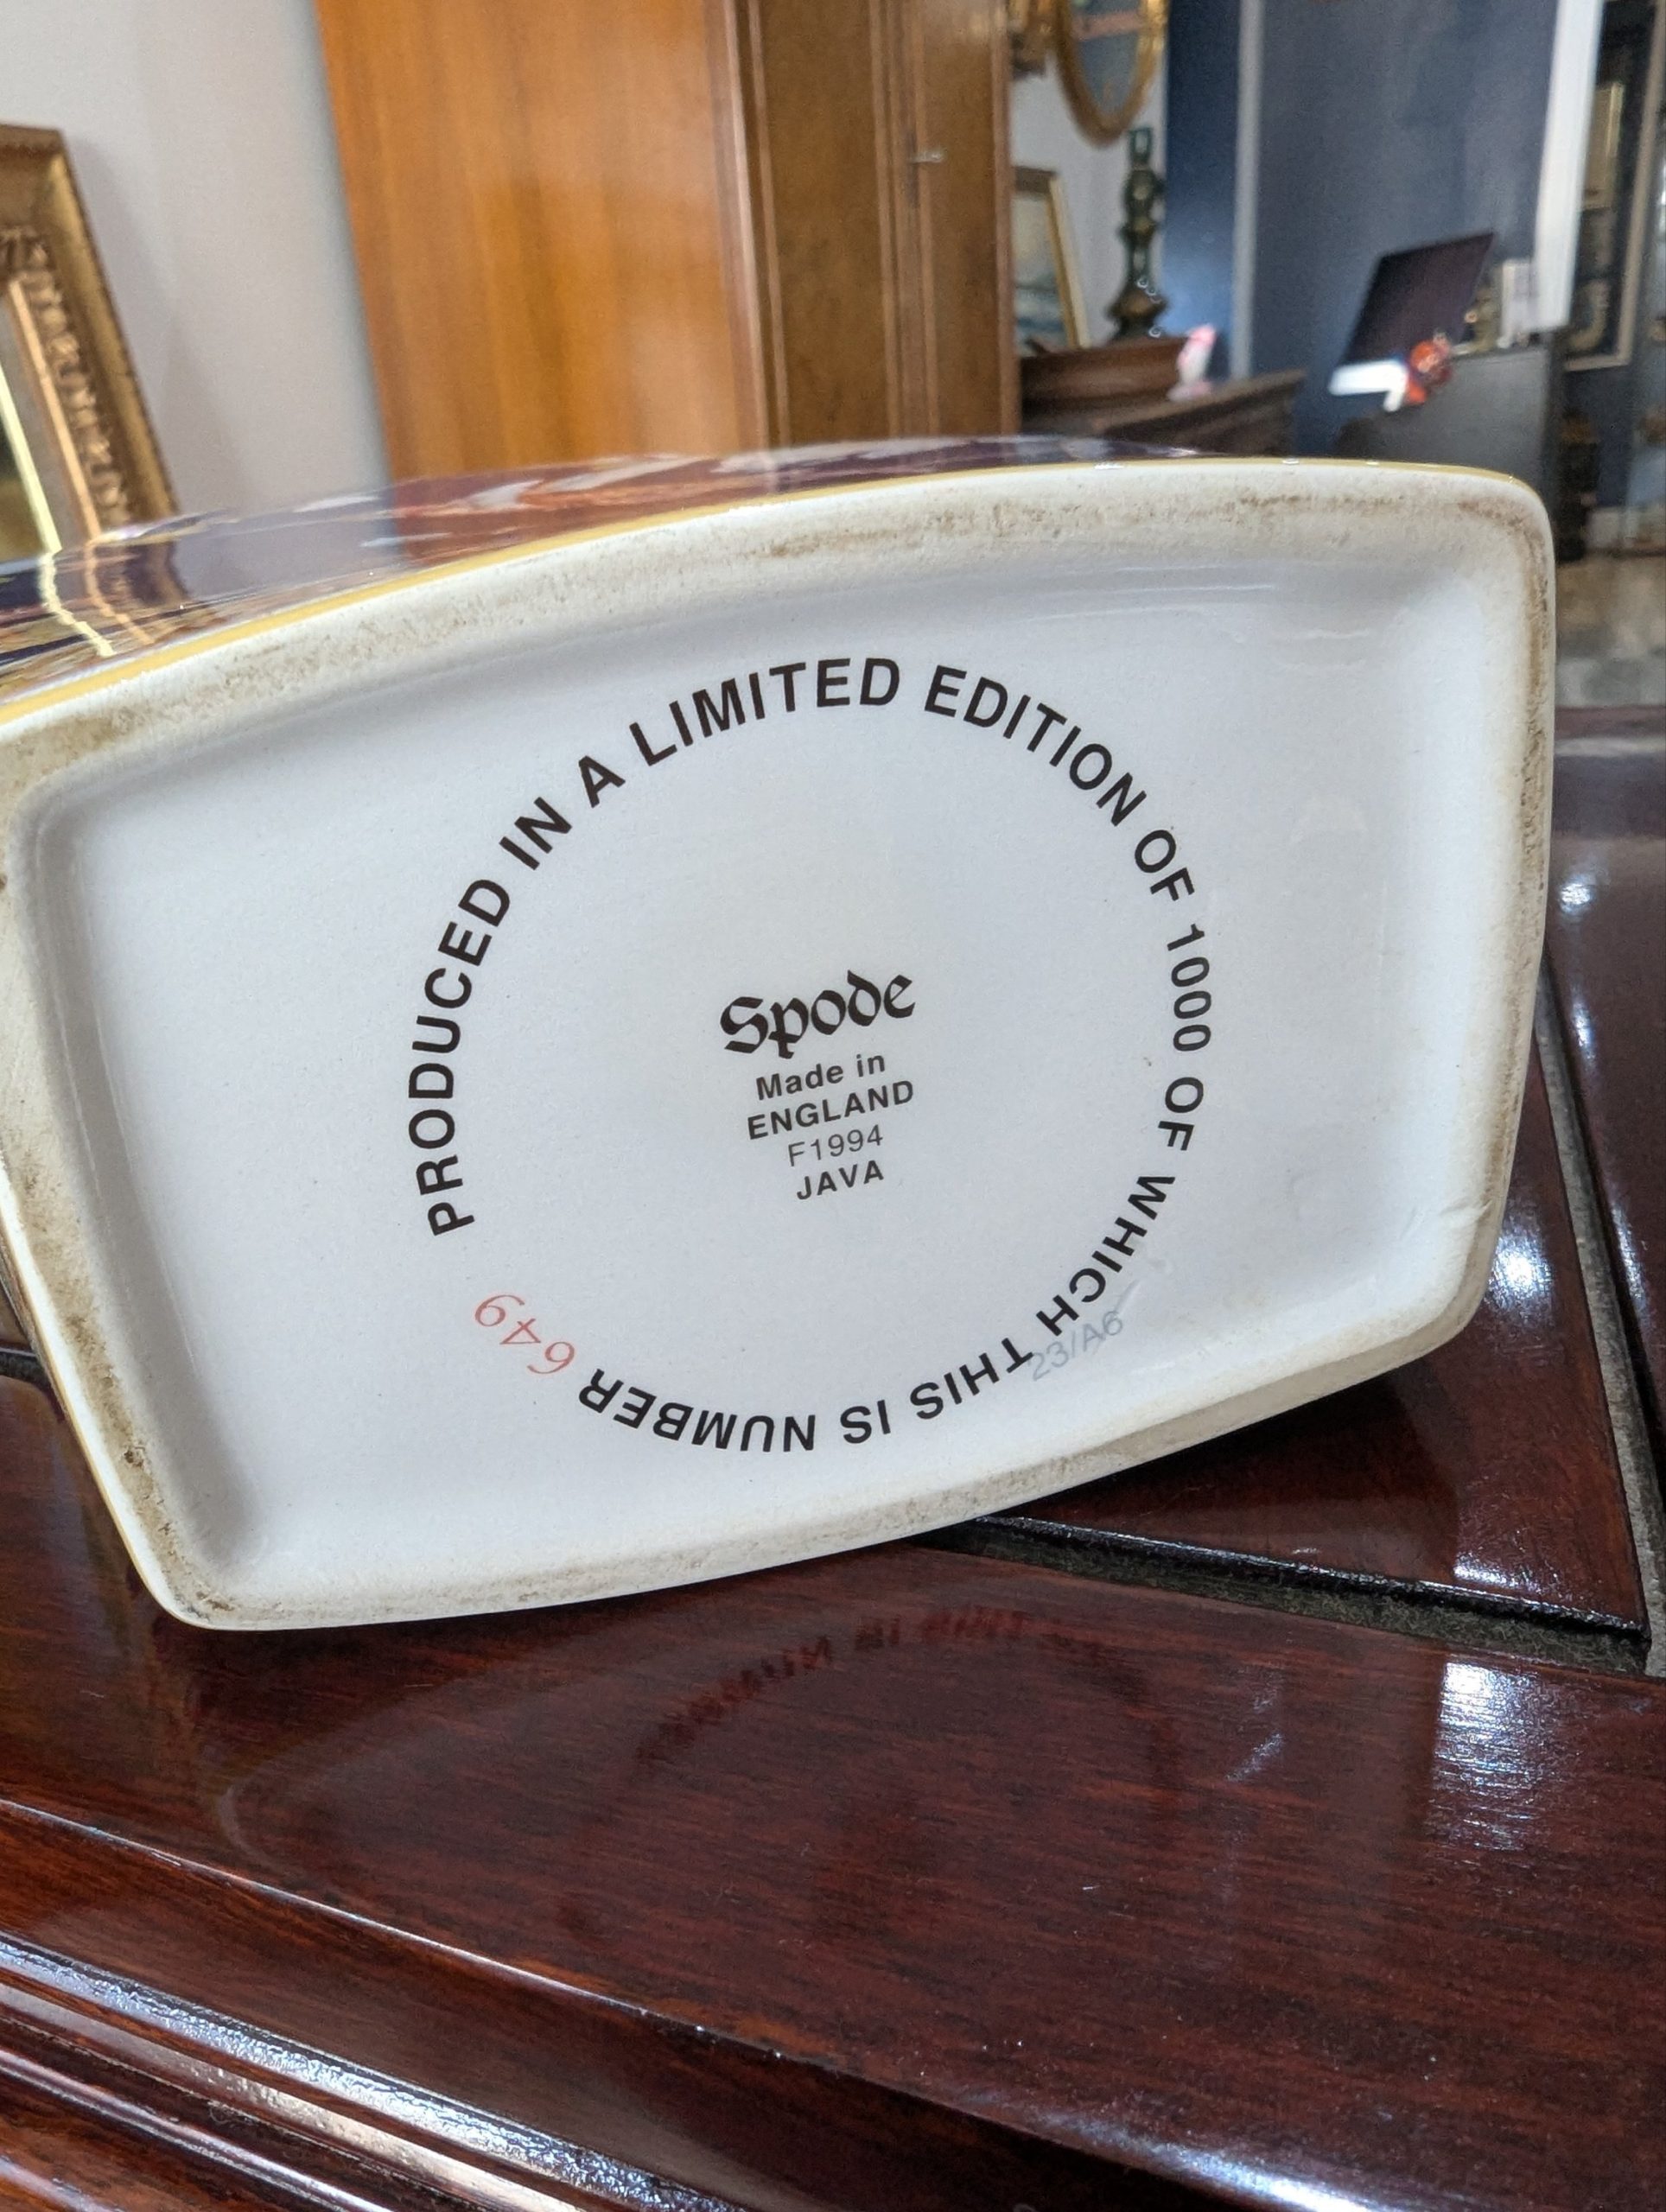 PRODUCED IN A LIMITED EDITION OF 1000 OF WHICH THIS IS NUMBER 649
Spode
Made in
ENGLAND
F1994
JAVA
23/A6